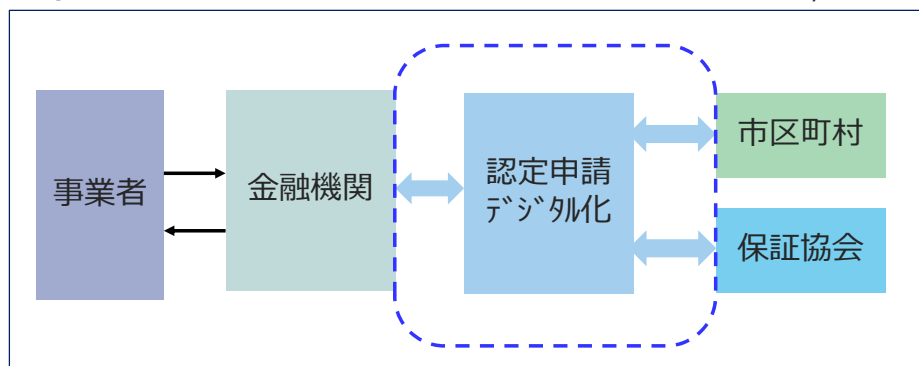 事業者
金融機関
認定申請
ﾃﾞｼﾞﾀﾙ化
市区町村
保証協会